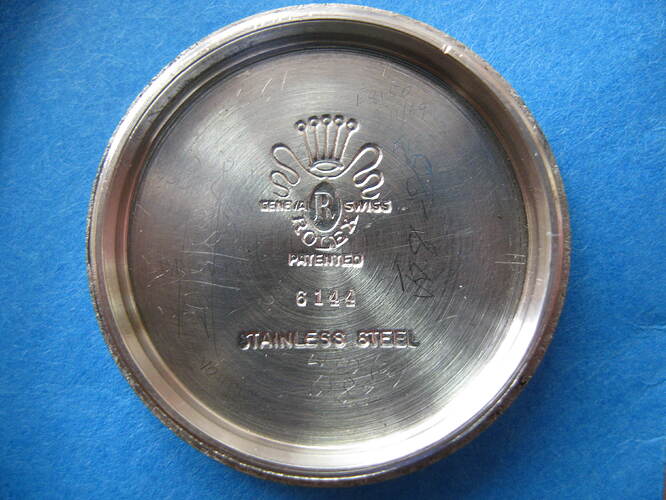 GENEVA R SWISS
ROLEX
PATENTED
6144
STAINLESS STEEL